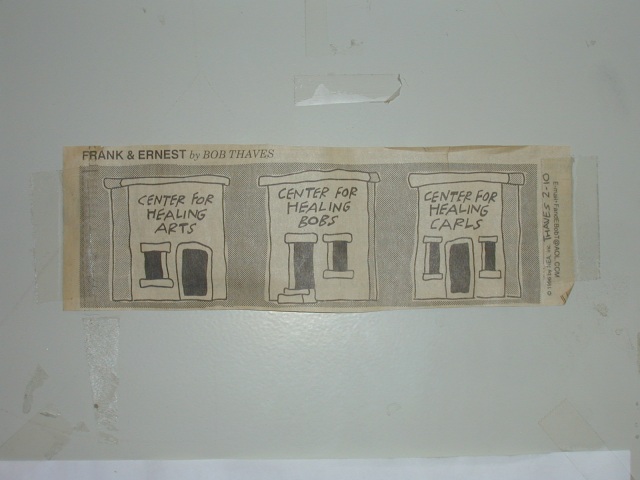 FRANK & ERNEST by BOB THAVES
CENTER FOR
HEALING
ARTS
CENTER FOR
HEALING
BOBS
CENTER FOR
HEALING
CARLS
THAVES 2-10